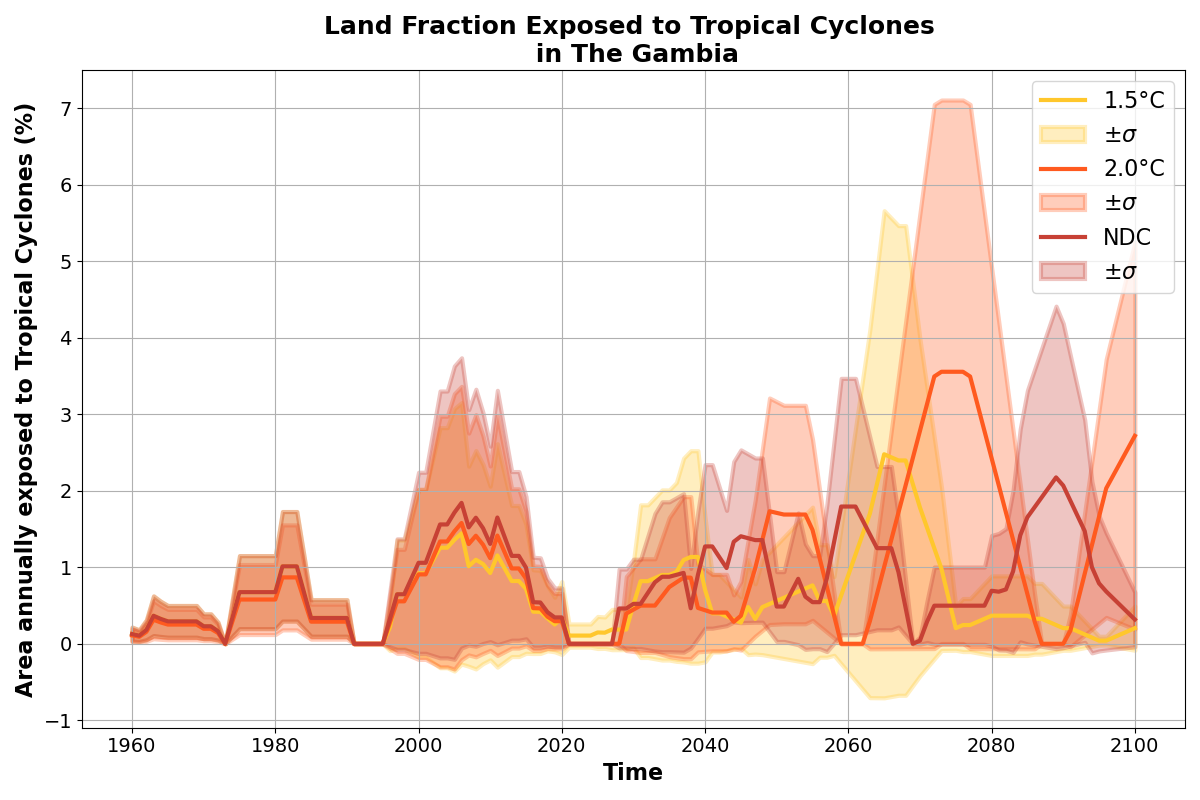 Land Fraction Exposed to Tropical Cyclones
in The Gambia
Area annually exposed to Tropical Cyclones (%)
7
6
5
4
3
2
1
0
−1
1960
1980
2000
2020
2040
2060
2080
2100
Time
1.5°C
±σ
2.0°C
±σ
NDC
±σ